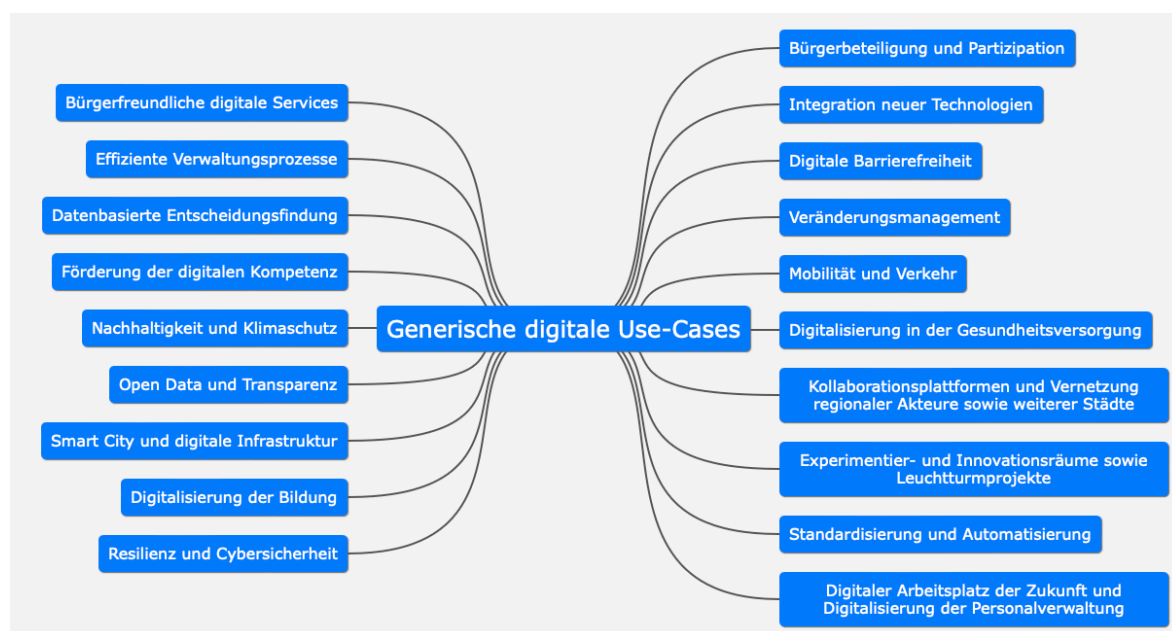 Bürgerfreundliche digitale Services
Effiziente Verwaltungsprozesse
Datenbasierte Entscheidungsfindung
Förderung der digitalen Kompetenz
Nachhaltigkeit und Klimaschutz
Open Data und Transparenz
Smart City und digitale Infrastruktur
Digitalisierung der Bildung
Resilienz und Cybersicherheit
Generische digitale Use-Cases
Bürgerbeteiligung und Partizipation
Integration neuer Technologien
Digitale Barrierefreiheit
Veränderungsmanagement
Mobilität und Verkehr
Digitalisierung in der Gesundheitsversorgung
Kollaborationsplattformen und Vernetzung
regionaler Akteure sowie weiterer Städte
Experimentier- und Innovationsräume sowie
Leuchtturmprojekte
Standardisierung und Automatisierung
Digitaler Arbeitsplatz der Zukunft und
Digitalisierung der Personalverwaltung